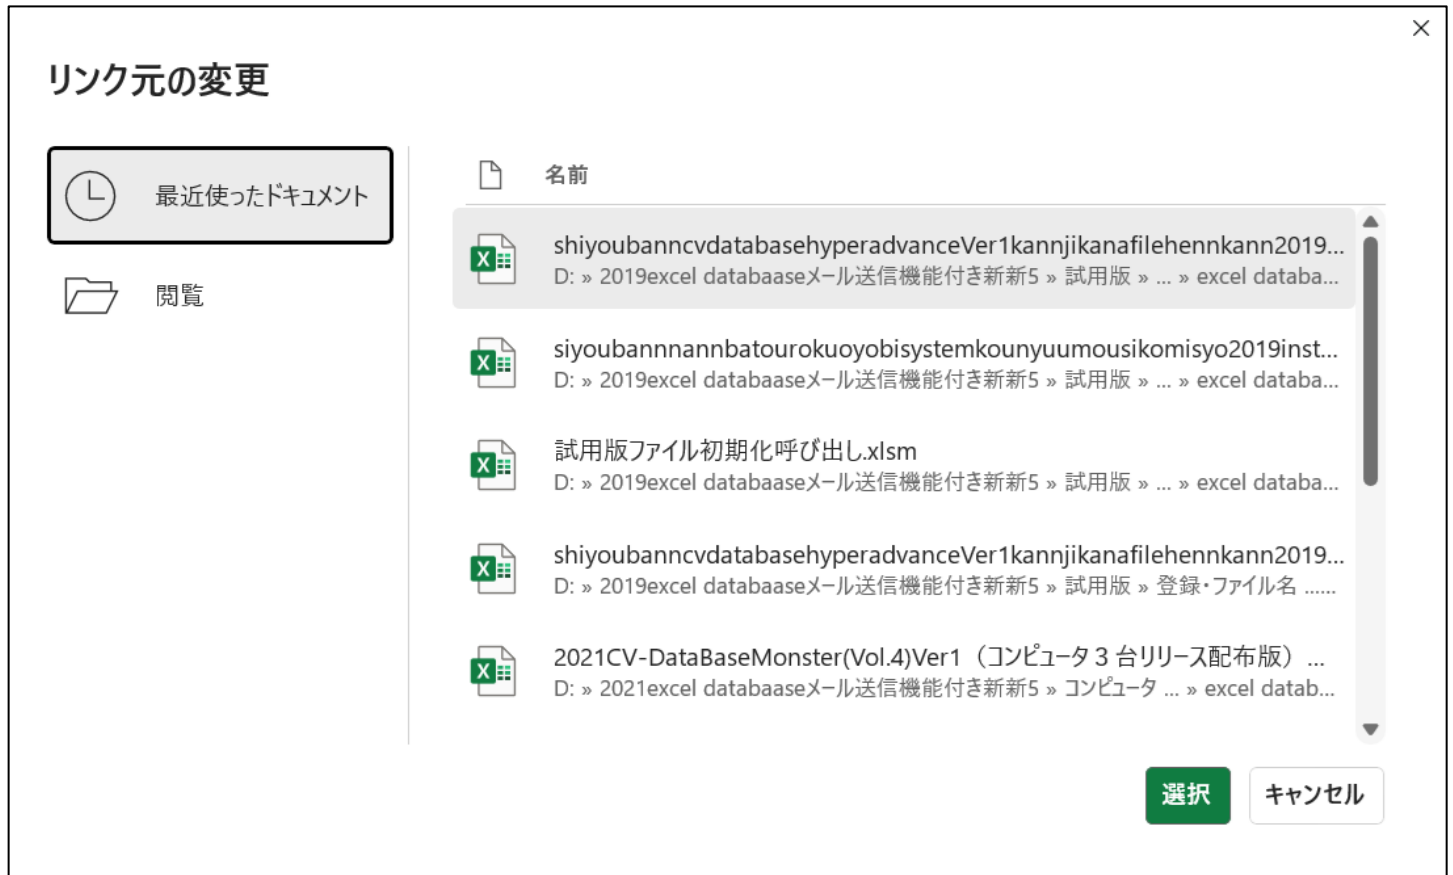 リンク元の変更
最近使ったドキュメント
閲覧
名前
shiyoubanncvdatabasehyperadvanceVer1kannjikanafilehennkann2019...
D: » 2019excel databaaseメール送信機能付き新新5 » 試用版 » ... » excel databa...
siyoubannnannbatourokuoyobisystemkounyuumousikomisyo2019inst...
D: » 2019excel databaaseメール送信機能付き新新5 » 試用版 » ... » excel databa...
試用版ファイル初期化呼び出し.xlsm
D: » 2019excel databaaseメール送信機能付き新新5 » 試用版 » ... » excel databa...
shiyoubanncvdatabasehyperadvanceVer1kannjikanafilehennkann2019...
D: » 2019excel databaaseメール送信機能付き新新5 » 試用版 » 登録・ファイル名 ......
2021CV-DataBaseMonster(Vol.4)Ver1（コンピュータ３台リリース配布版）...
D: » 2021excel databaaseメール送信機能付き新新5 » コンピュータ ... » excel datab...
選択
キャンセル